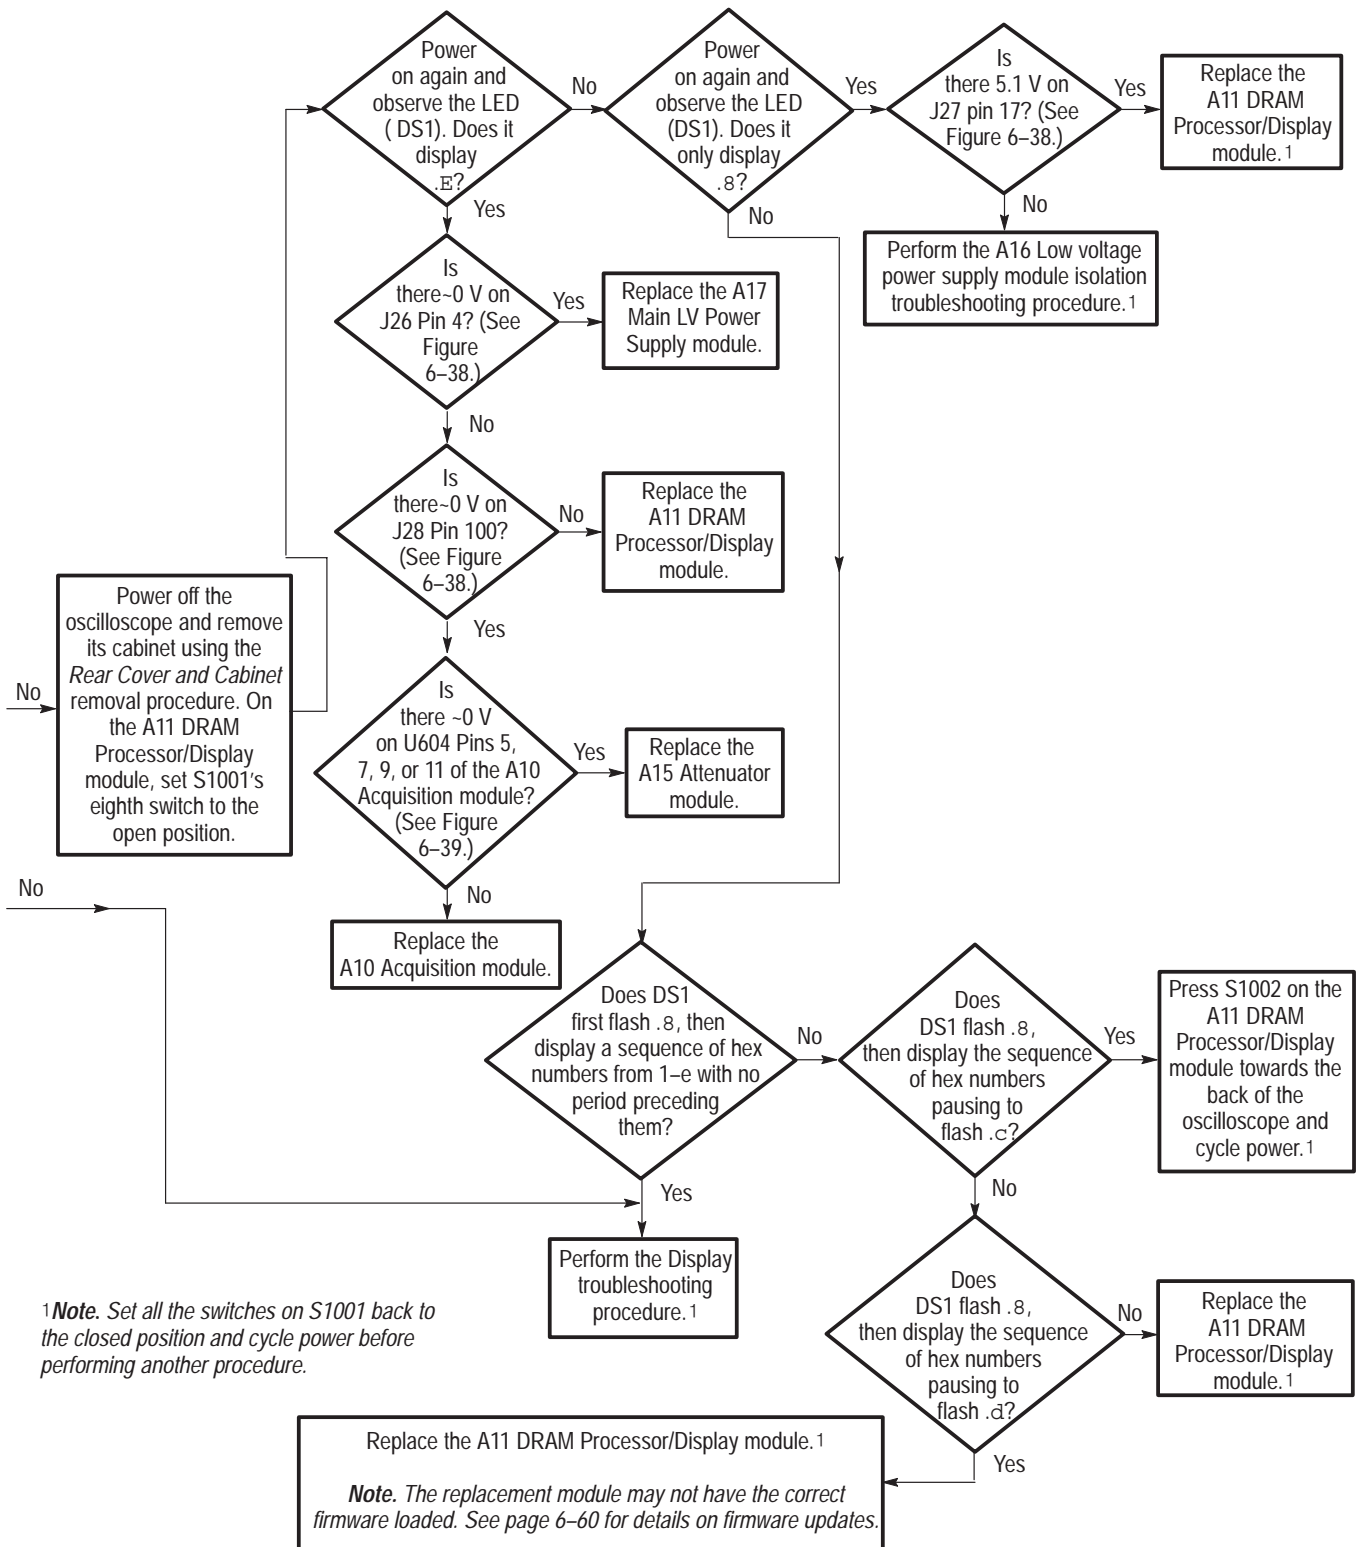 Power
on again and
observe the LED
( DS1). Does it
display
.E?
No
Power
on again and
observe the LED
(DS1). Does it
only display
.8?
Yes
Is
there 5.1 V on
J27 pin 17? (See
Figure 6–38.)
Yes
Replace the
A11 DRAM
Processor/Display
module.1
Yes
No
No
Perform the A16 Low voltage
power supply module isolation
troubleshooting procedure.1
Is
there~0 V on
J26 Pin 4? (See
Figure
6–38.)
Yes
Replace the A17
Main LV Power
Supply module.
No
Is
there~0 V on
J28 Pin 100?
(See Figure
6–38.)
No
Replace the
A11 DRAM
Processor/Display
module.
Yes
No
Power off the
oscilloscope and remove
its cabinet using the
Rear Cover and Cabinet
removal procedure. On
the A11 DRAM
Processor/Display
module, set S1001's
eighth switch to the
open position.
Is
there ~0 V
on U604 Pins 5,
7, 9, or 11 of the A10
Acquisition module?
(See Figure
6–39.)
Yes
Replace the
A15 Attenuator
module.
No
No
Replace the
A10 Acquisition module.
Does DS1
first flash .8, then
display a sequence of hex
numbers from 1–e with no
period preceding
them?
No
Does
DS1 flash .8,
then display the sequence
of hex numbers
pausing to
flash .c?
Yes
Press S1002 on the
A11 DRAM
Processor/Display
module towards the
back of the
oscilloscope and
cycle power.1
Yes
No
Perform the Display
troubleshooting
procedure.1
Does
DS1 flash .8,
then display the sequence
of hex numbers
pausing to
flash .d?
No
Replace the
A11 DRAM
Processor/Display
module.1
Yes
1Note. Set all the switches on S1001 back to
the closed position and cycle power before
performing another procedure.
Replace the A11 DRAM Processor/Display module.1
Note. The replacement module may not have the correct
firmware loaded. See page 6–60 for details on firmware updates.